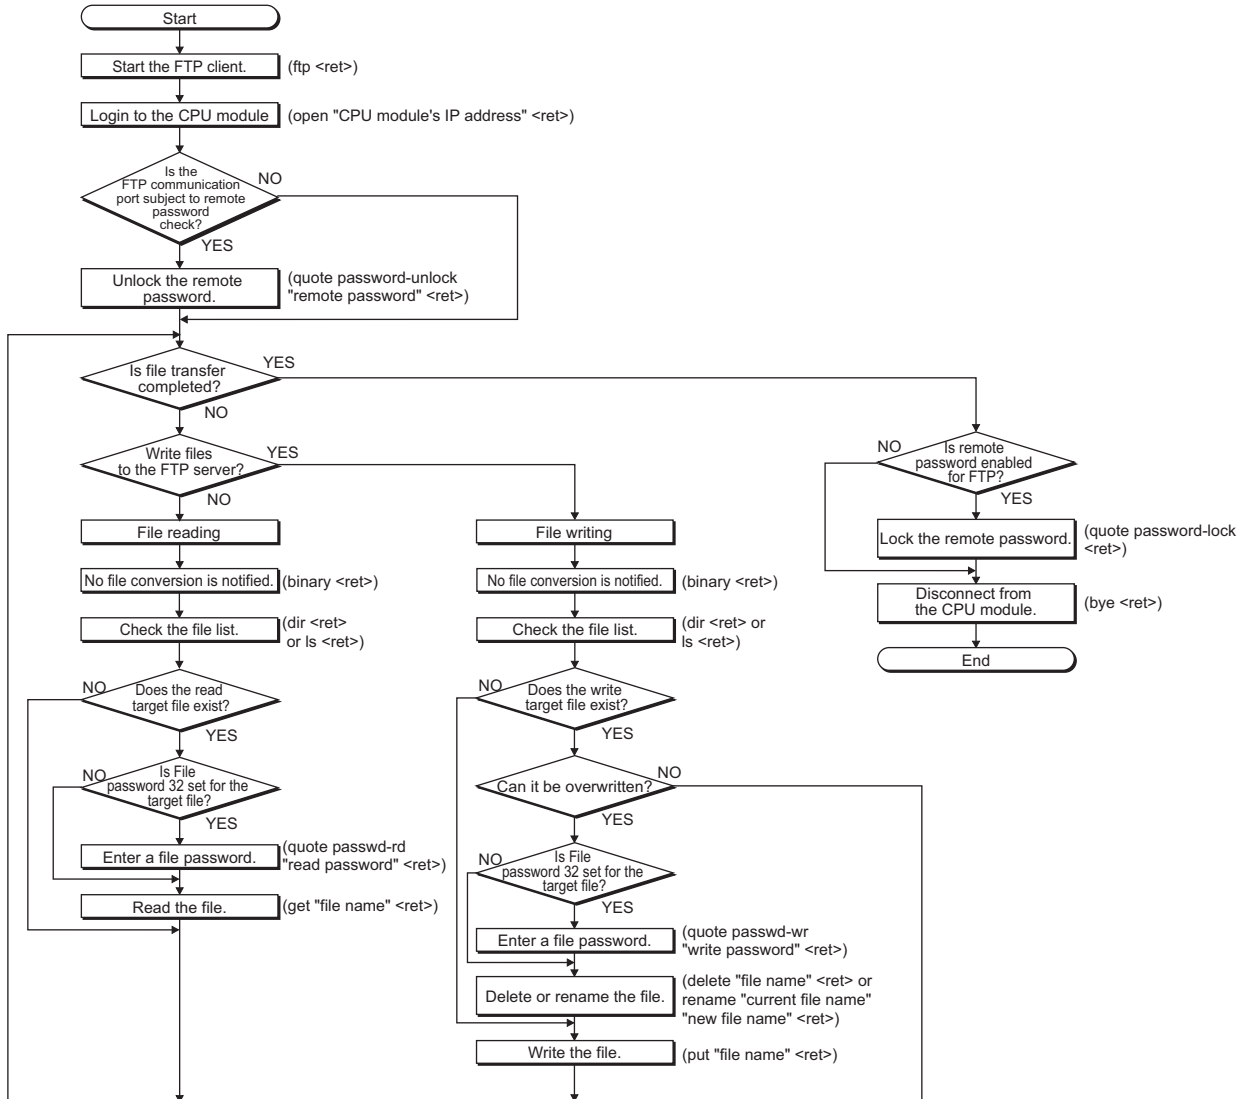 Start
Start the FTP client.
(ftp <ret>)
Login to the CPU module
(open "CPU module's IP address" <ret>)
Is the
FTP communication
port subject to remote
password
check?
NO
YES
Unlock the remote
password.
(quote password-unlock
"remote password" <ret>)
Is file transfer
completed?
YES
NO
Write files
to the FTP server?
YES
NO
File reading
No file conversion is notified.
(binary <ret>)
Check the file list.
(dir <ret>
or ls <ret>)
Does the read
target file exist?
NO
YES
Is File
password 32 set for the
target file?
NO
YES
Enter a file password.
(quote passwd-rd
"read password" <ret>)
Read the file.
(get "file name" <ret>)
File writing
No file conversion is notified.
(binary <ret>)
Check the file list.
(dir <ret> or
ls <ret>)
Does the write
target file exist?
NO
YES
Can it be overwritten?
NO
YES
Is File
password 32 set for the
target file?
NO
YES
Enter a file password.
(quote passwd-wr
"write password" <ret>)
Delete or rename the file.
(delete "file name" <ret> or
rename "current file name"
"new file name" <ret>)
Write the file.
(put "file name" <ret>)
Is remote
password enabled
for FTP?
NO
YES
Lock the remote password.
(quote password-lock
<ret>)
Disconnect from
the CPU module.
(bye <ret>)
End